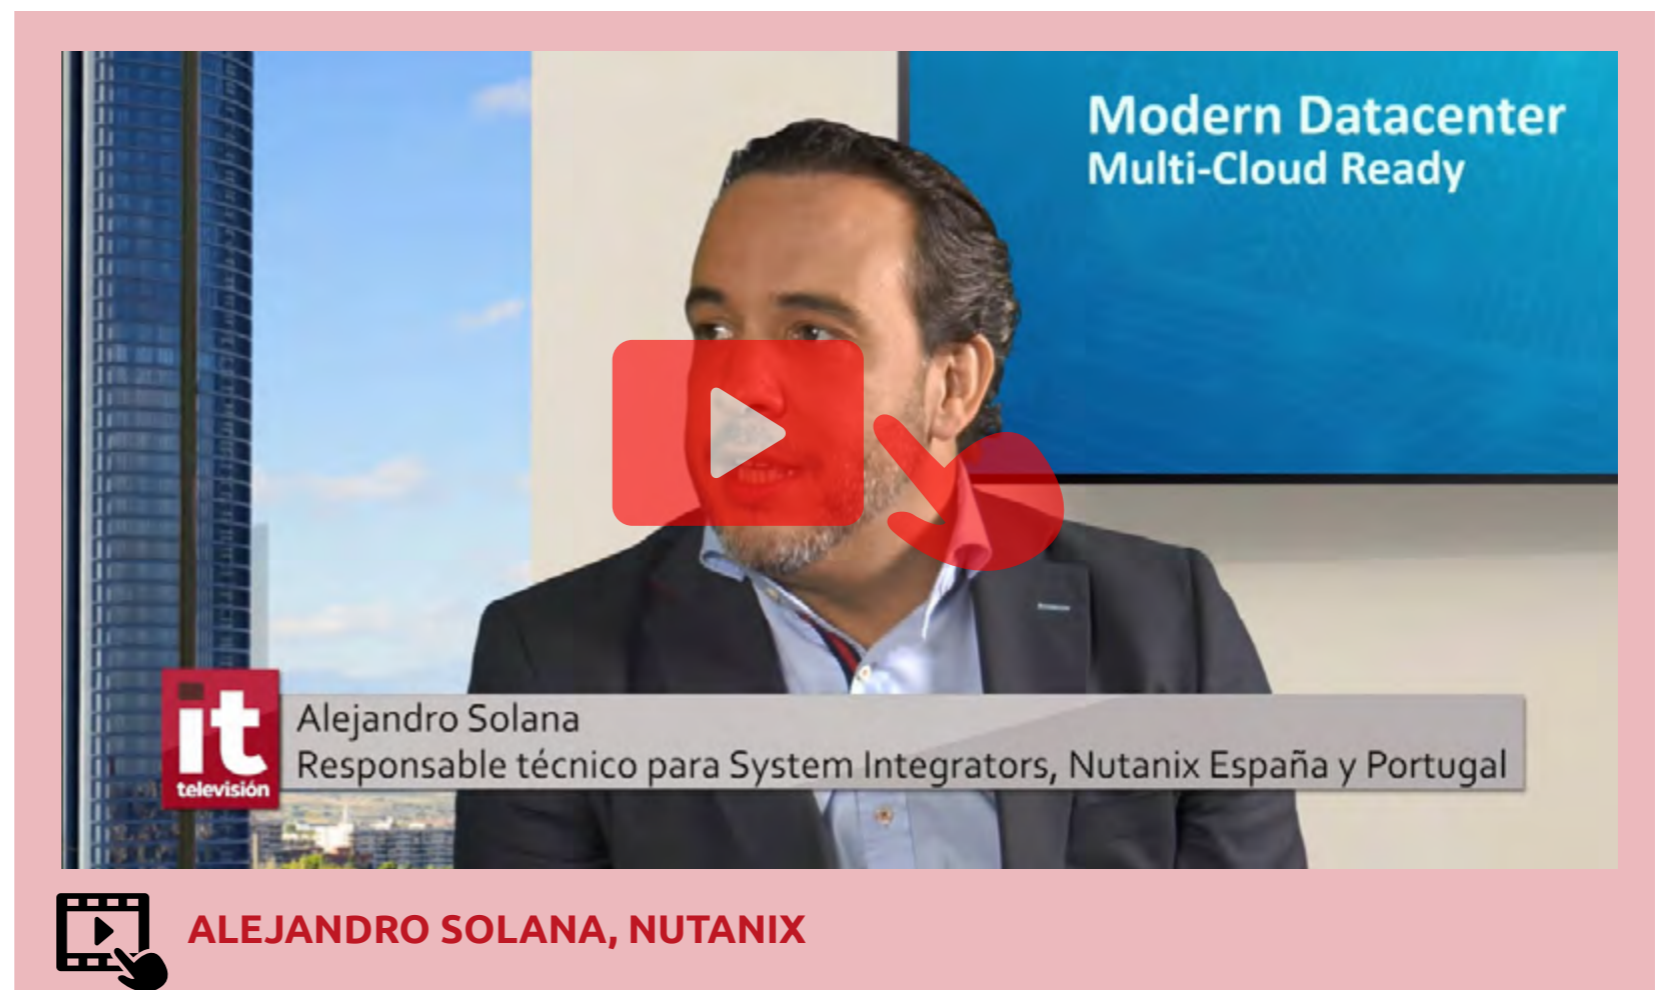 Modern Datacenter
Multi-Cloud Ready
it
televisión
Alejandro Solana
Responsable técnico para System Integrators, Nutanix España y Portugal
ALEJANDRO SOLANA, NUTANIX